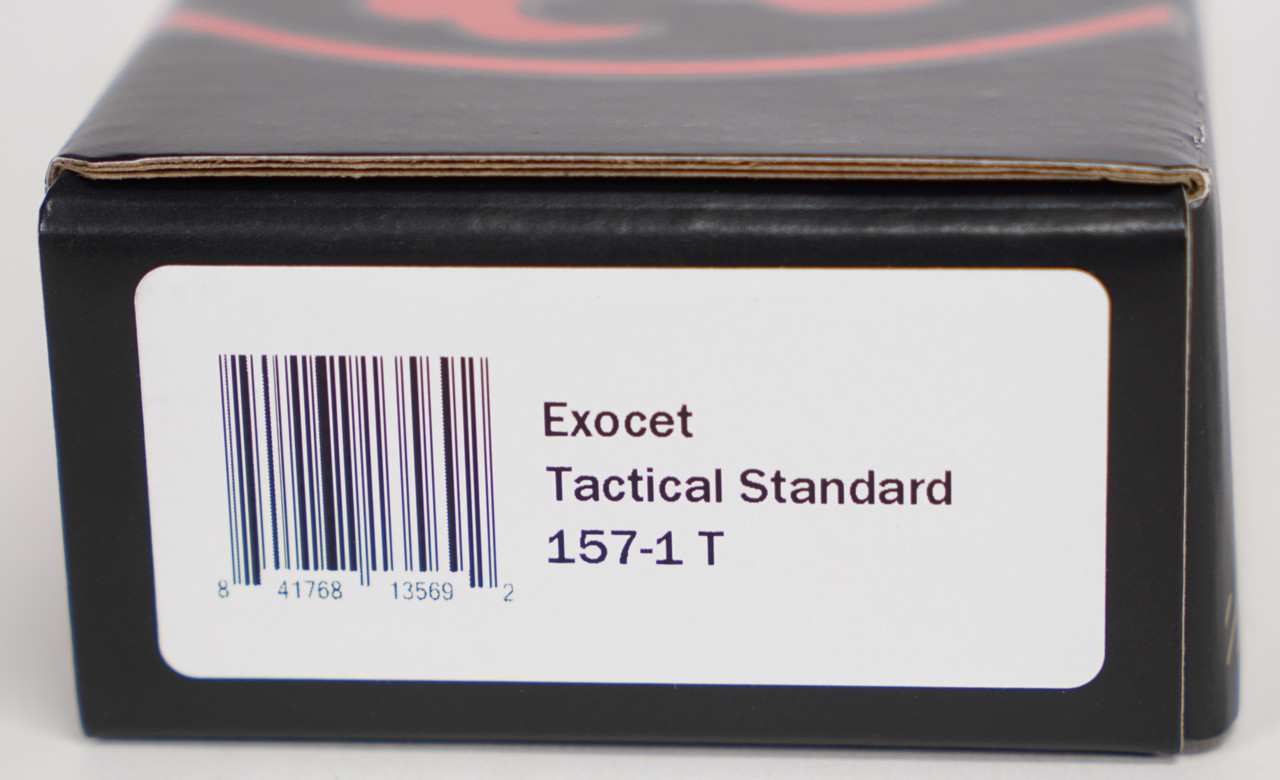 Exocet
Tactical Standard
157-1 T
8 41768 13569 2